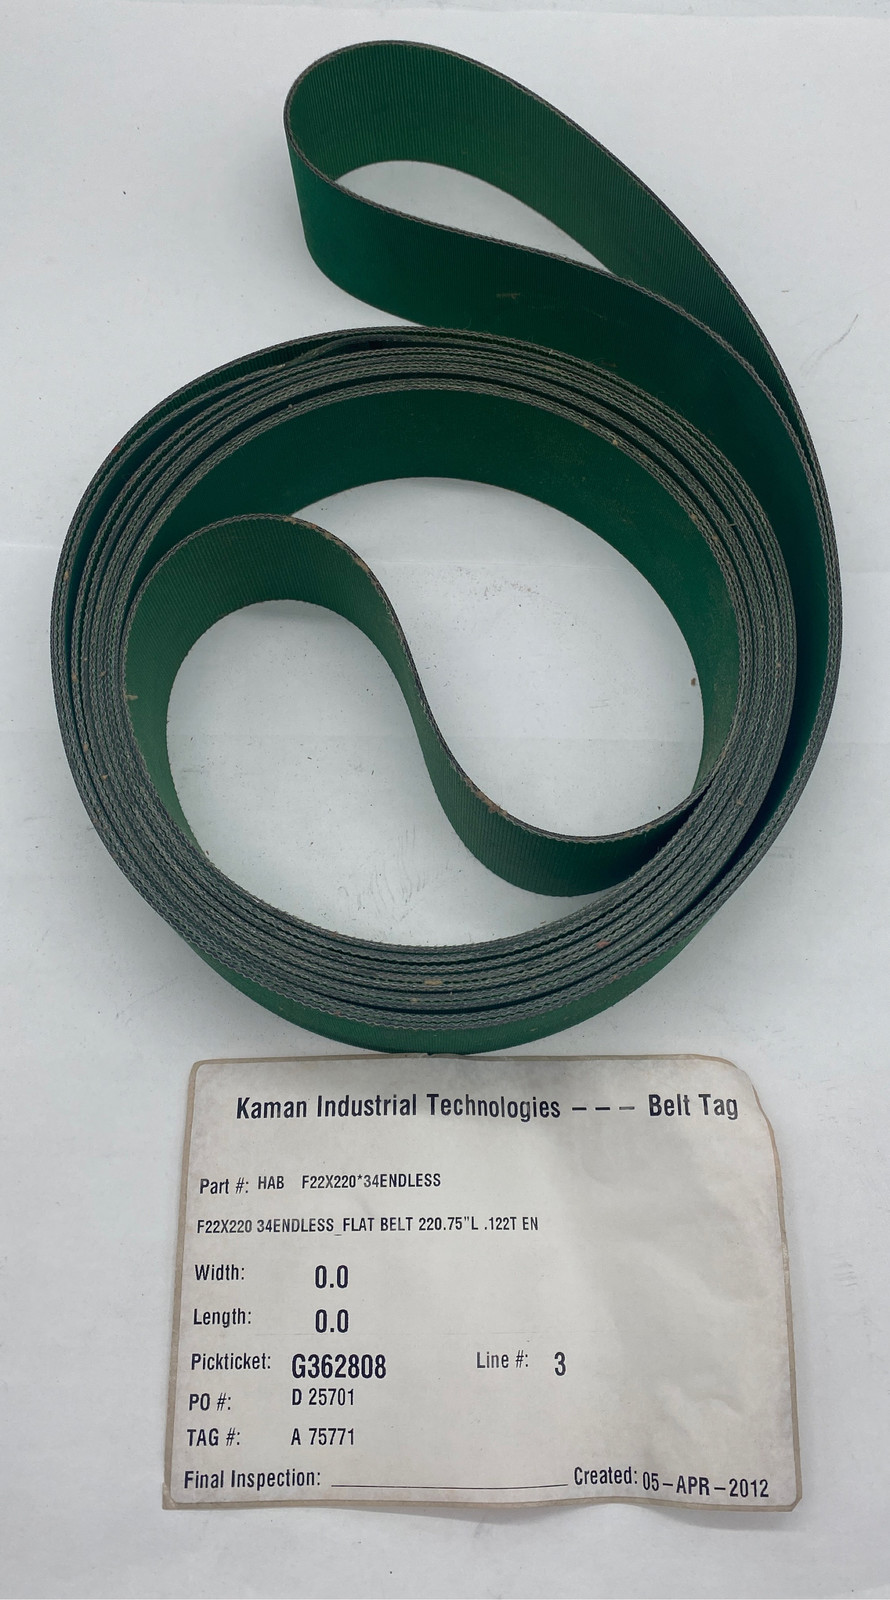 Kaman Industrial Technologies - - - Belt Tag
Part #: HAB F22X220*34ENDLESS
F22X220 34ENDLESS_FLAT BELT 220.75"L .122T EN
Width: 0.0
Length: 0.0
Pickticket: G362808 Line #: 3
PO #: D 25701
TAG #: A 75771
Final Inspection: ____________________ Created: 05-APR-2012